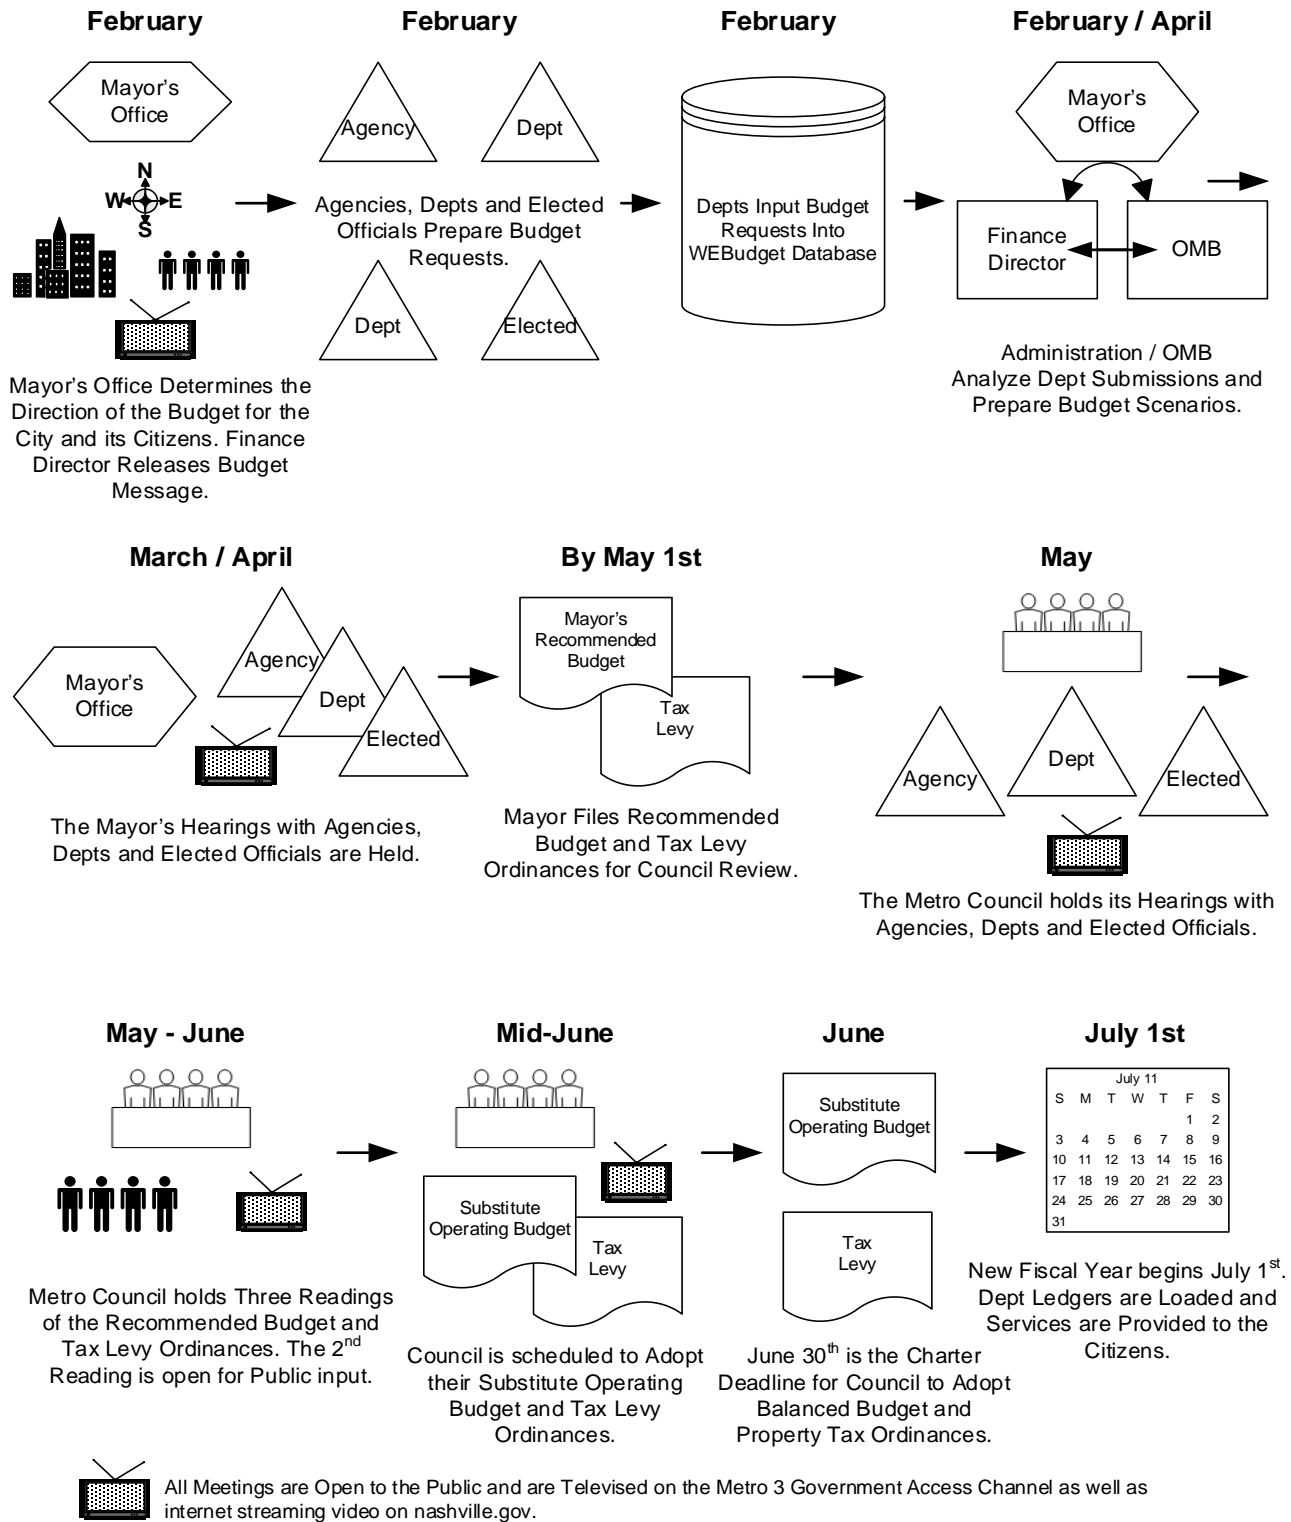 February
Mayor's
Office
N
W
E
S
Mayor's Office Determines the
Direction of the Budget for the
City and its Citizens. Finance
Director Releases Budget
Message.
February
Agency
Dept
Agencies, Depts and Elected
Officials Prepare Budget
Requests.
Dept
Elected
February
Depts Input Budget
Requests Into
WEBudget Database
February / April
Mayor's
Office
Finance
Director
OMB
Administration / OMB
Analyze Dept Submissions and
Prepare Budget Scenarios.
March / April
Mayor's
Office
Agency
Dept
Elected
The Mayor's Hearings with Agencies,
Depts and Elected Officials are Held.
By May 1st
Mayor's
Recommended
Budget
Tax
Levy
Mayor Files Recommended
Budget and Tax Levy
Ordinances for Council Review.
May
Agency
Dept
Elected
The Metro Council holds its Hearings with
Agencies, Depts and Elected Officials.
May - June
Metro Council holds Three Readings
of the Recommended Budget and
Tax Levy Ordinances. The 2nd
Reading is open for Public input.
Mid-June
Substitute
Operating Budget
Tax
Levy
Council is scheduled to Adopt
their Substitute Operating
Budget and Tax Levy
Ordinances.
June
Substitute
Operating Budget
Tax
Levy
June 30th is the Charter
Deadline for Council to Adopt
Balanced Budget and
Property Tax Ordinances.
July 1st
July 11
S M T W T F S
1 2
3 4 5 6 7 8 9
10 11 12 13 14 15 16
17 18 19 20 21 22 23
24 25 26 27 28 29 30
31
New Fiscal Year begins July 1st.
Dept Ledgers are Loaded and
Services are Provided to the
Citizens.
All Meetings are Open to the Public and are Televised on the Metro 3 Government Access Channel as well as
internet streaming video on nashville.gov.